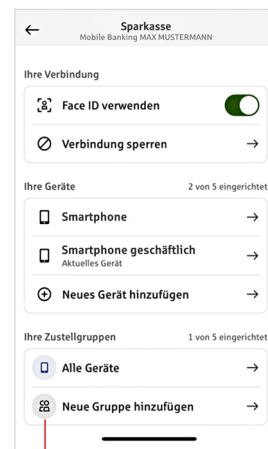 Sparkasse
Mobile Banking MAX MUSTERMANN
Ihre Verbindung
Face ID verwenden
Verbindung sperren
Ihre Geräte 2 von 5 eingerichtet
Smartphone
Smartphone geschäftlich
Aktuelles Gerät
Neues Gerät hinzufügen
Ihre Zustellgruppen 1 von 5 eingerichtet
Alle Geräte
Neue Gruppe hinzufügen